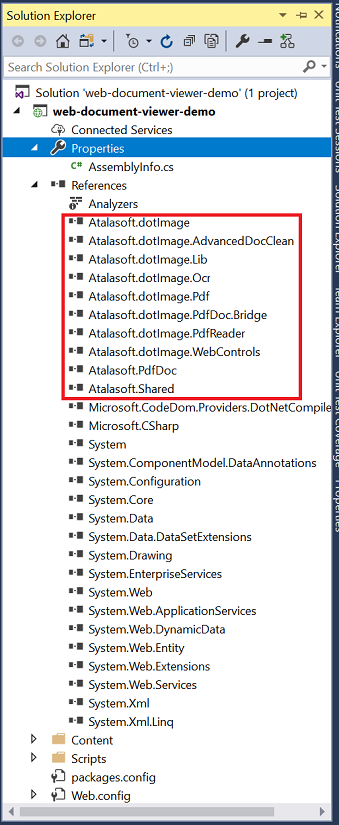 Solution Explorer
Search Solution Explorer (Ctrl+;)
Solution 'web-document-viewer-demo' (1 project)
web-document-viewer-demo
Connected Services
Properties
C# AssemblyInfo.cs
References
Analyzers
Atalasoft.dotImage
Atalasoft.dotImage.AdvancedDocClean
Atalasoft.dotImage.Lib
Atalasoft.dotImage.Ocr
Atalasoft.dotImage.Pdf
Atalasoft.dotImage.PdfDoc.Bridge
Atalasoft.dotImage.PdfReader
Atalasoft.dotImage.WebControls
Atalasoft.PdfDoc
Atalasoft.Shared
Microsoft.CodeDom.Providers.DotNetCompile
Microsoft.CSharp
System
System.ComponentModel.DataAnnotations
System.Configuration
System.Core
System.Data
System.Data.DataSetExtensions
System.Drawing
System.EnterpriseServices
System.Web
System.Web.ApplicationServices
System.Web.DynamicData
System.Web.Entity
System.Web.Extensions
System.Web.Services
System.Xml
System.Xml.Linq
Content
Scripts
packages.config
Web.config
Unit Test Sessions
Solution Explorer
Team Explorer
Unit Test Coverage
Properties